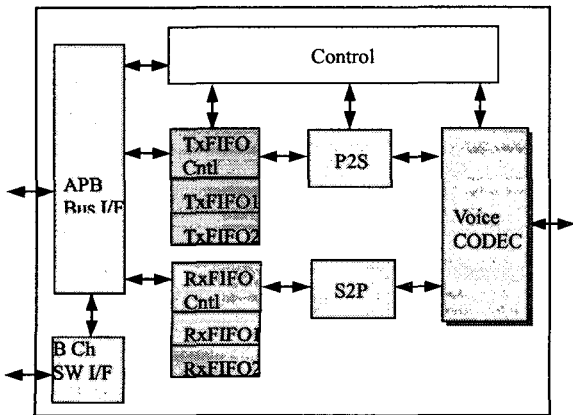 Control
TxFIFO
Cntl
TxFIFO1
TxFIFO2
P2S
APB
Bus I/F
Voice
CODEC
RxFIFO
Cntl
RxFIFO1
RxFIFO2
S2P
B Ch
SW I/F